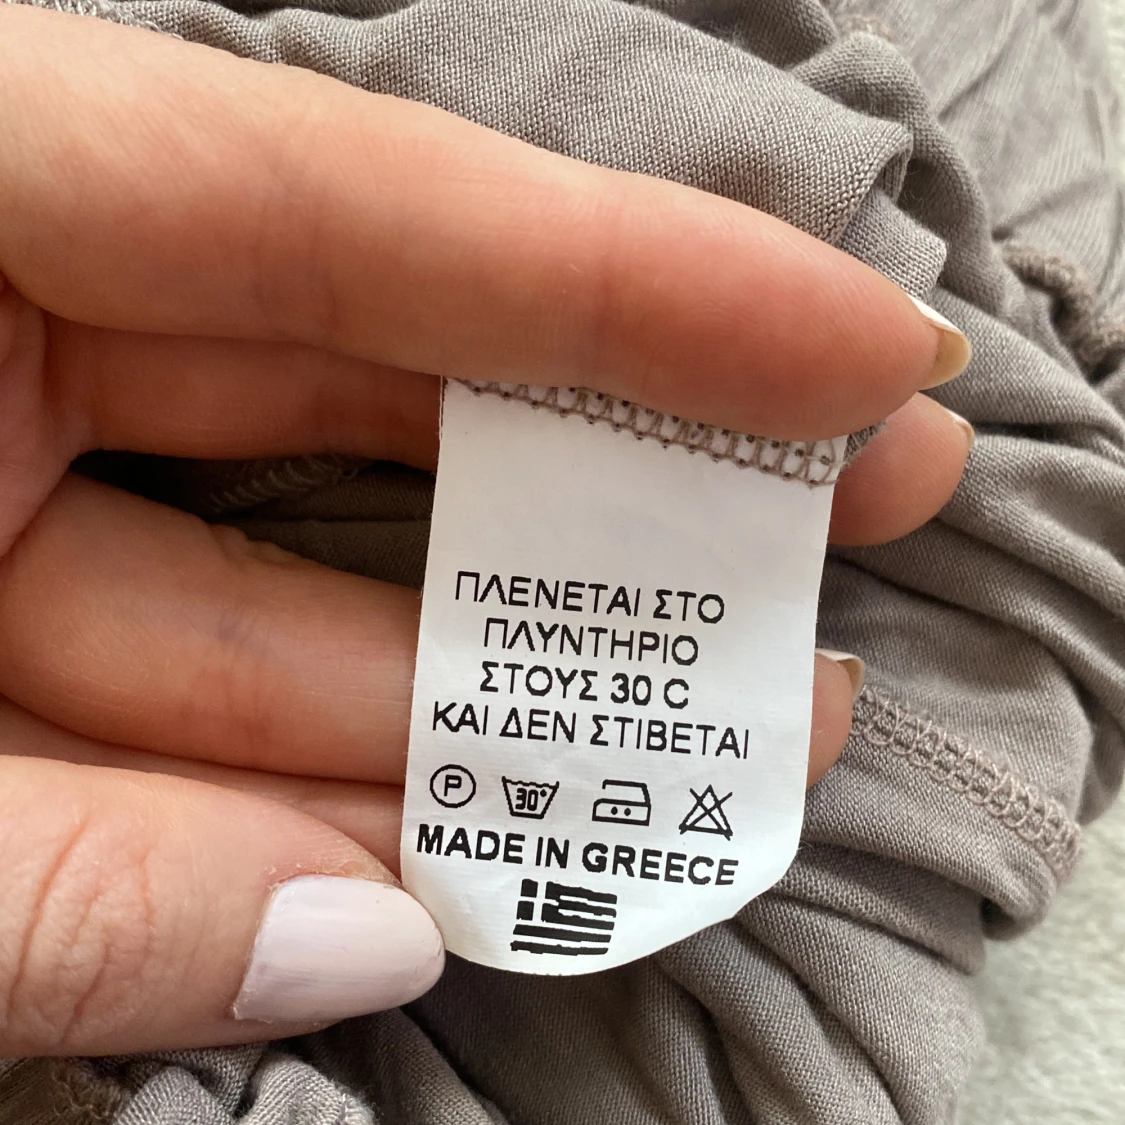 ΠΛΕΝΕΤΑΙ ΣΤΟ
ΠΛΥΝΤΗΡΙΟ
ΣΤΟΥΣ 30 C
ΚΑΙ ΔΕΝ ΣΤΙΒΕΤΑΙ
P 30°
MADE IN GREECE